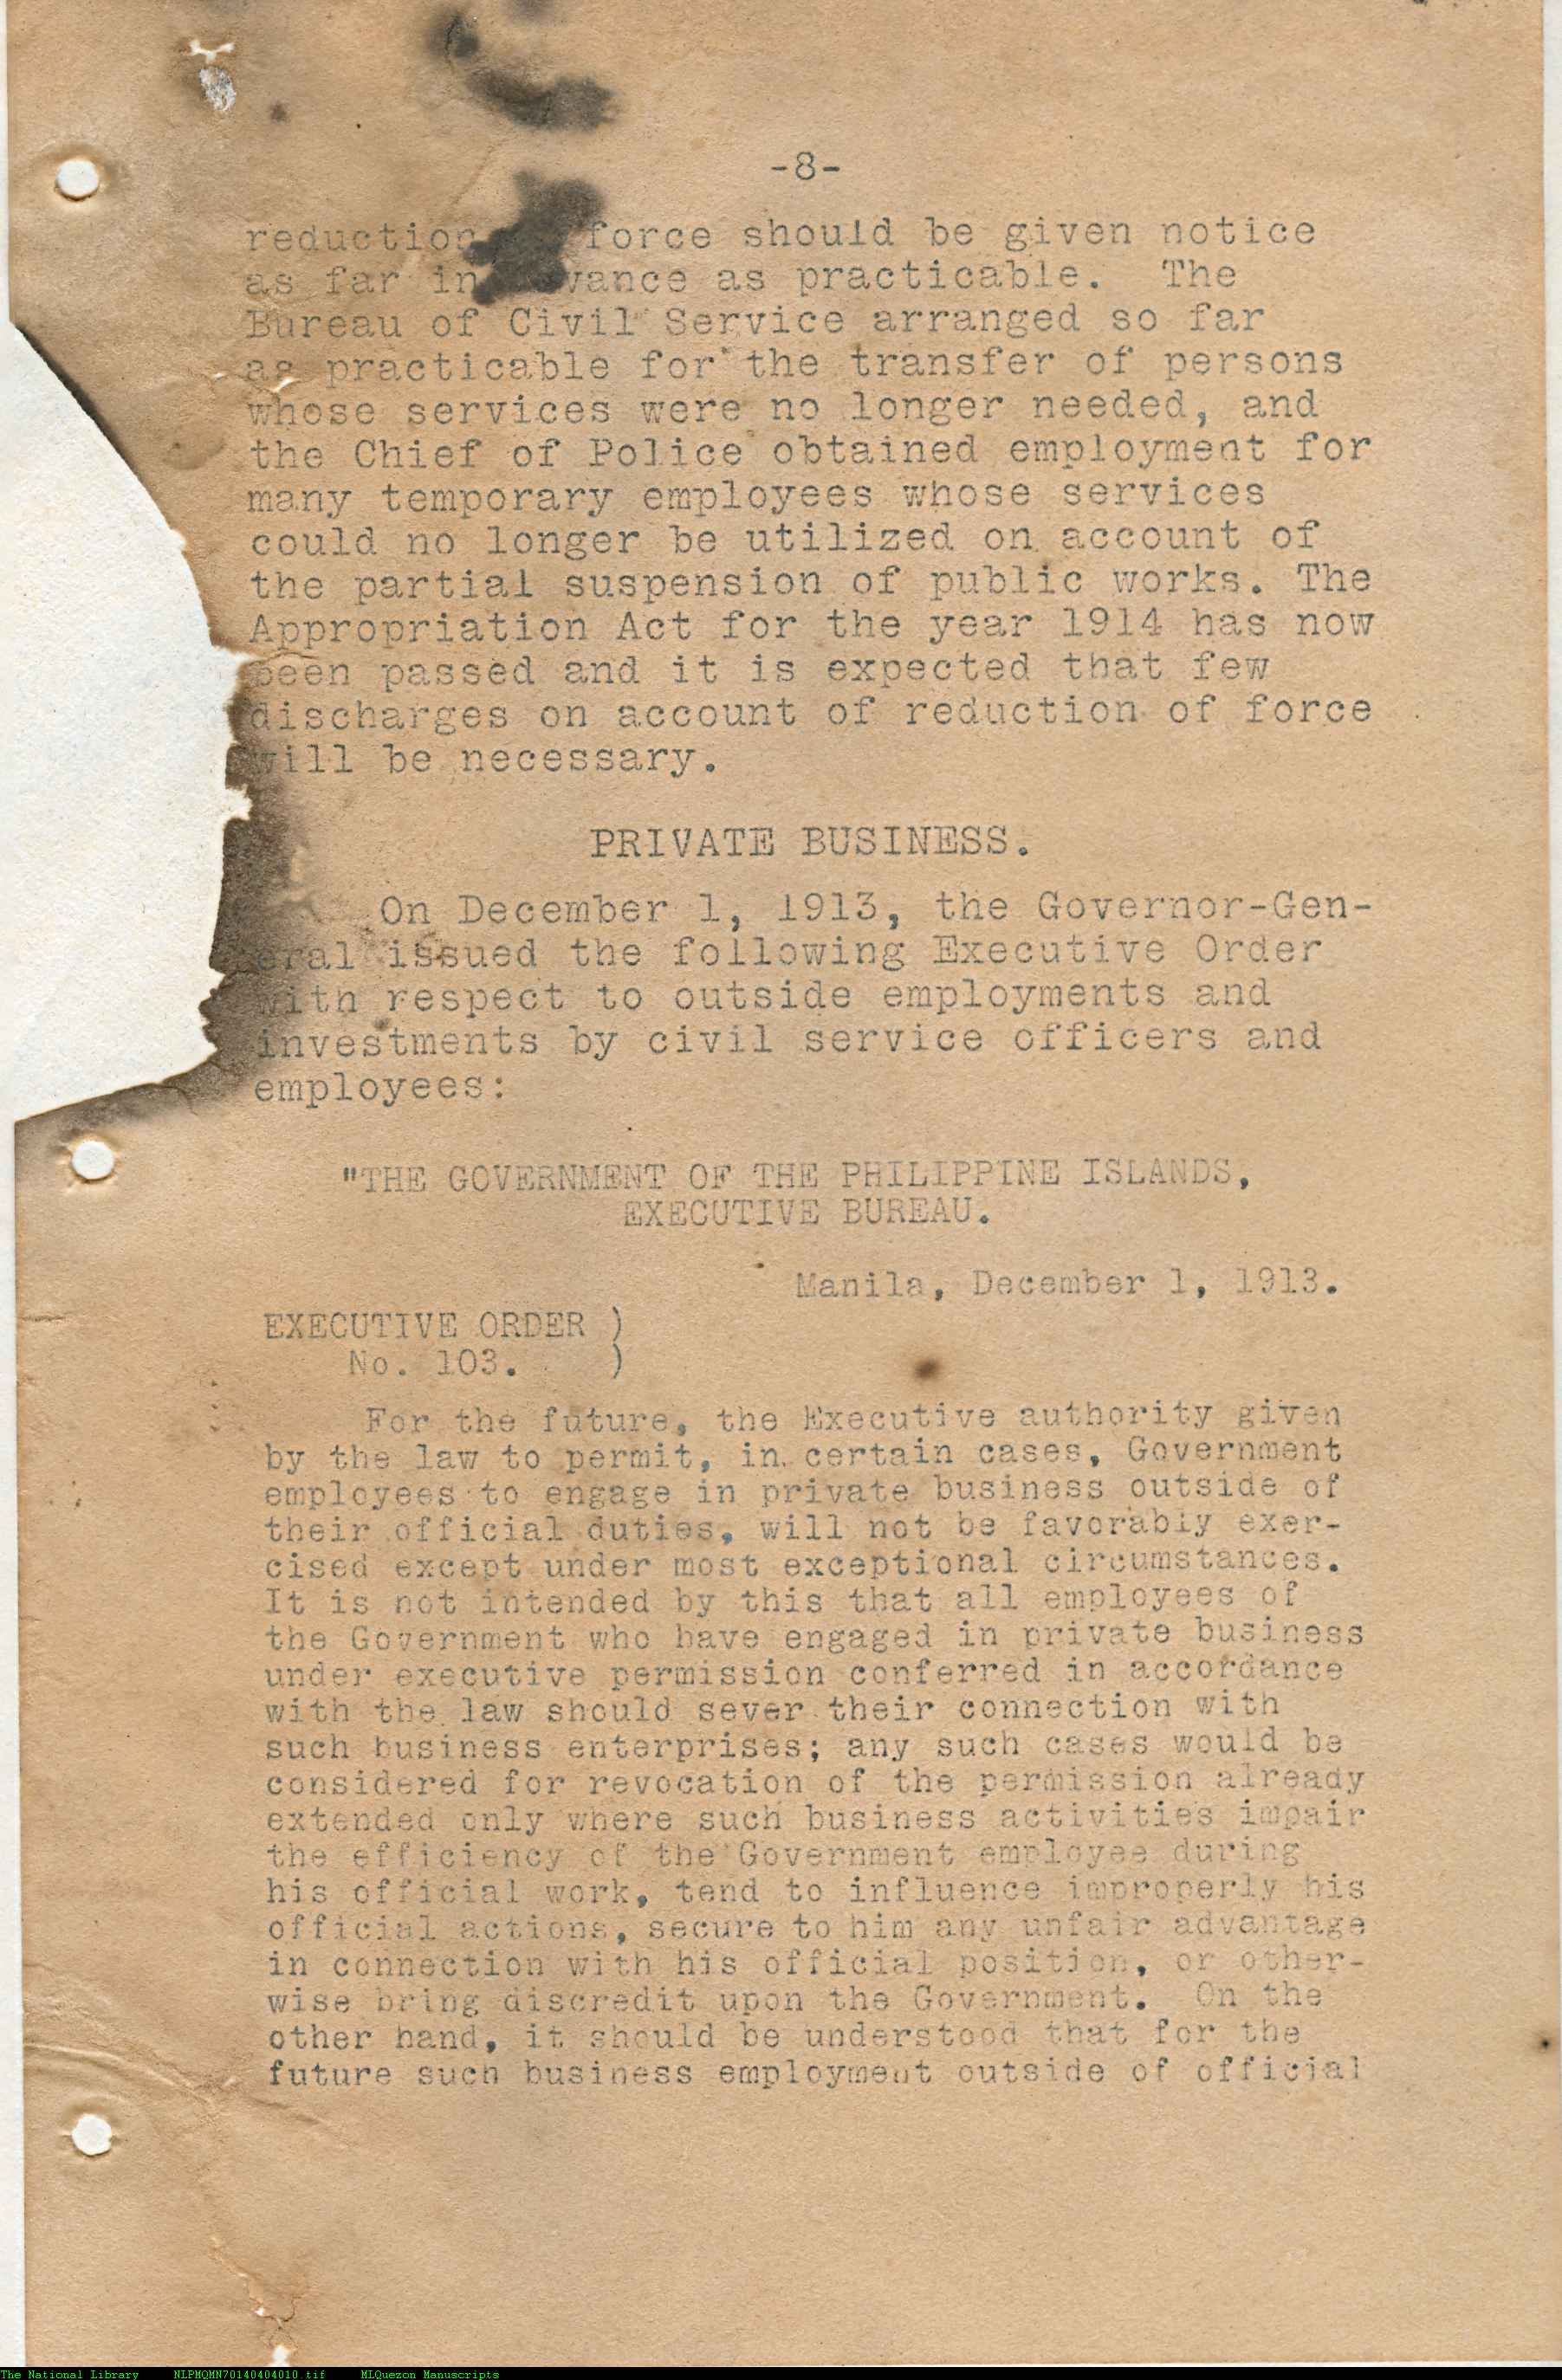 -8-
reduction force should be given notice
as far in advance as practicable. The
Bureau of Civil Service arranged so far
as practicable for the transfer of persons
whose services were no longer needed, and
the Chief of Police obtained employment for
many temporary employees whose services
could no longer be utilized on account of
the partial suspension of public works. The
Appropriation Act for the year 1914 has now
been passed and it is expected that few
discharges on account of reduction of force
will be necessary.
PRIVATE BUSINESS.
On December 1, 1913, the Governor-Gen-
eral issued the following Executive Order
with respect to outside employments and
investments by civil service officers and
employees:
"THE GOVERNMENT OF THE PHILIPPINE ISLANDS,
EXECUTIVE BUREAU.
Manila, December 1, 1913.
EXECUTIVE ORDER )
No. 103. )
For the future, the Executive authority given
by the law to permit, in certain cases, Government
employees to engage in private business outside of
their official duties, will not be favorably exer-
cised except under most exceptional circumstances.
It is not intended by this that all employees of
the Government who have engaged in private business
under executive permission conferred in accordance
with the law should sever their connection with
such business enterprises; any such cases would be
considered for revocation of the permission already
extended only where such business activities impair
the efficiency of the Government employee during
his official work, tend to influence improperly his
official actions, secure to him any unfair advantage
in connection with his official position, or other-
wise bring discredit upon the Government. On the
other hand, it should be understood that for the
future such business employment outside of official
The National Library NLPMQMN70140404010.tif MLQuezon Manuscripts